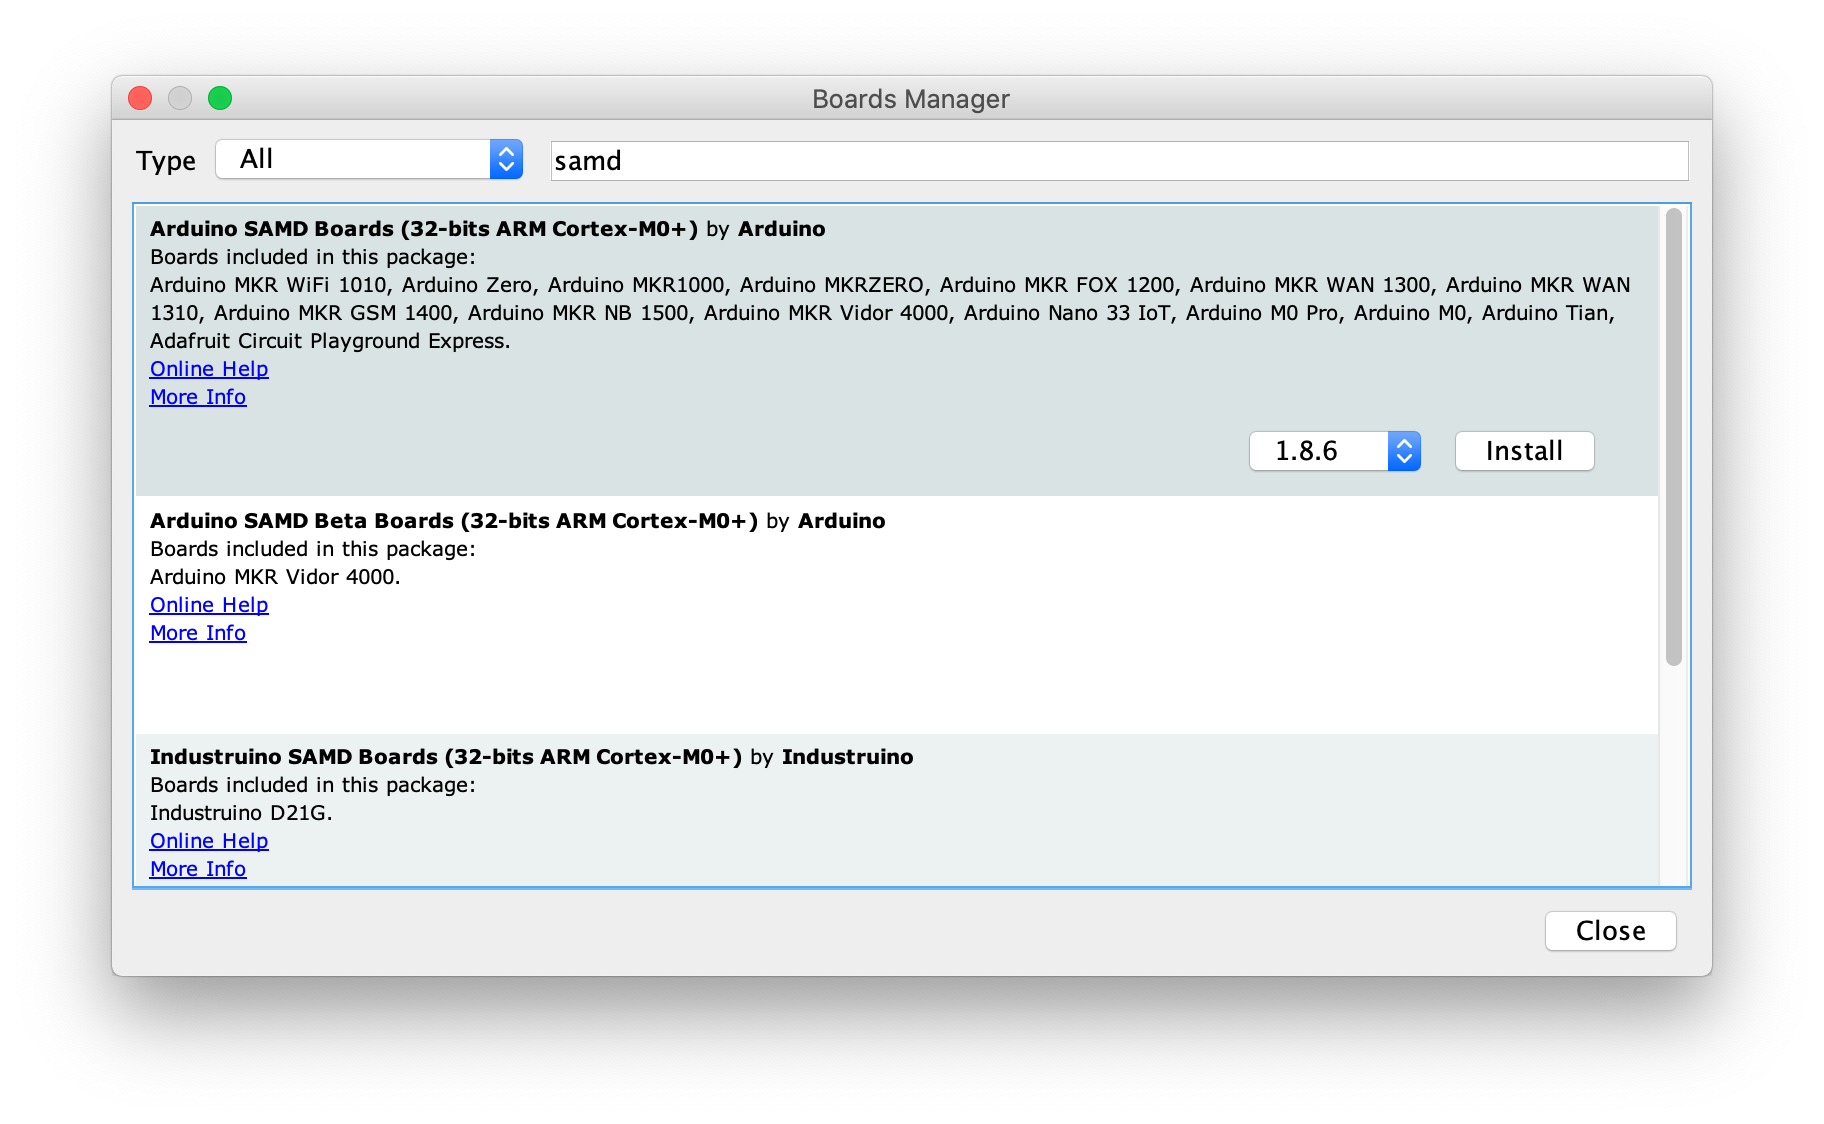 Boards Manager
Type All samd
Arduino SAMD Boards (32-bits ARM Cortex-M0+) by Arduino
Boards included in this package:
Arduino MKR WiFi 1010, Arduino Zero, Arduino MKR1000, Arduino MKRZERO, Arduino MKR FOX 1200, Arduino MKR WAN 1300, Arduino MKR WAN
1310, Arduino MKR GSM 1400, Arduino MKR NB 1500, Arduino MKR Vidor 4000, Arduino Nano 33 IoT, Arduino M0 Pro, Arduino M0, Arduino Tian,
Adafruit Circuit Playground Express.
Online Help
More Info
1.8.6 Install
Arduino SAMD Beta Boards (32-bits ARM Cortex-M0+) by Arduino
Boards included in this package:
Arduino MKR Vidor 4000.
Online Help
More Info
Industruino SAMD Boards (32-bits ARM Cortex-M0+) by Industruino
Boards included in this package:
Industruino D21G.
Online Help
More Info
Close